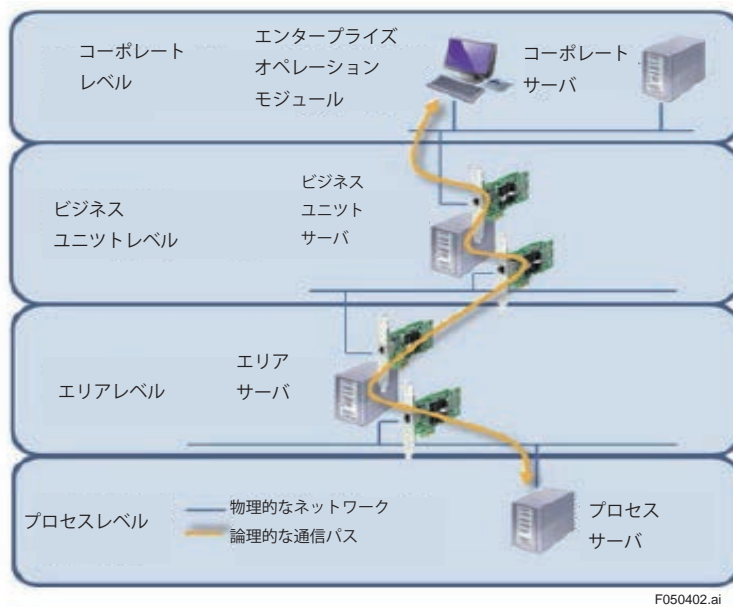 コーポレート
レベル
エンタープライズ
オペレーション
モジュール
コーポレート
サーバ
ビジネス
ユニツトレベル
ビジネス
ユニット
サーバ
エリアレベル
エリア
サーバ
プロセスレベル
物理的なネットワーク
論理的な通信パス
プロセス
サーバ
F050402.ai